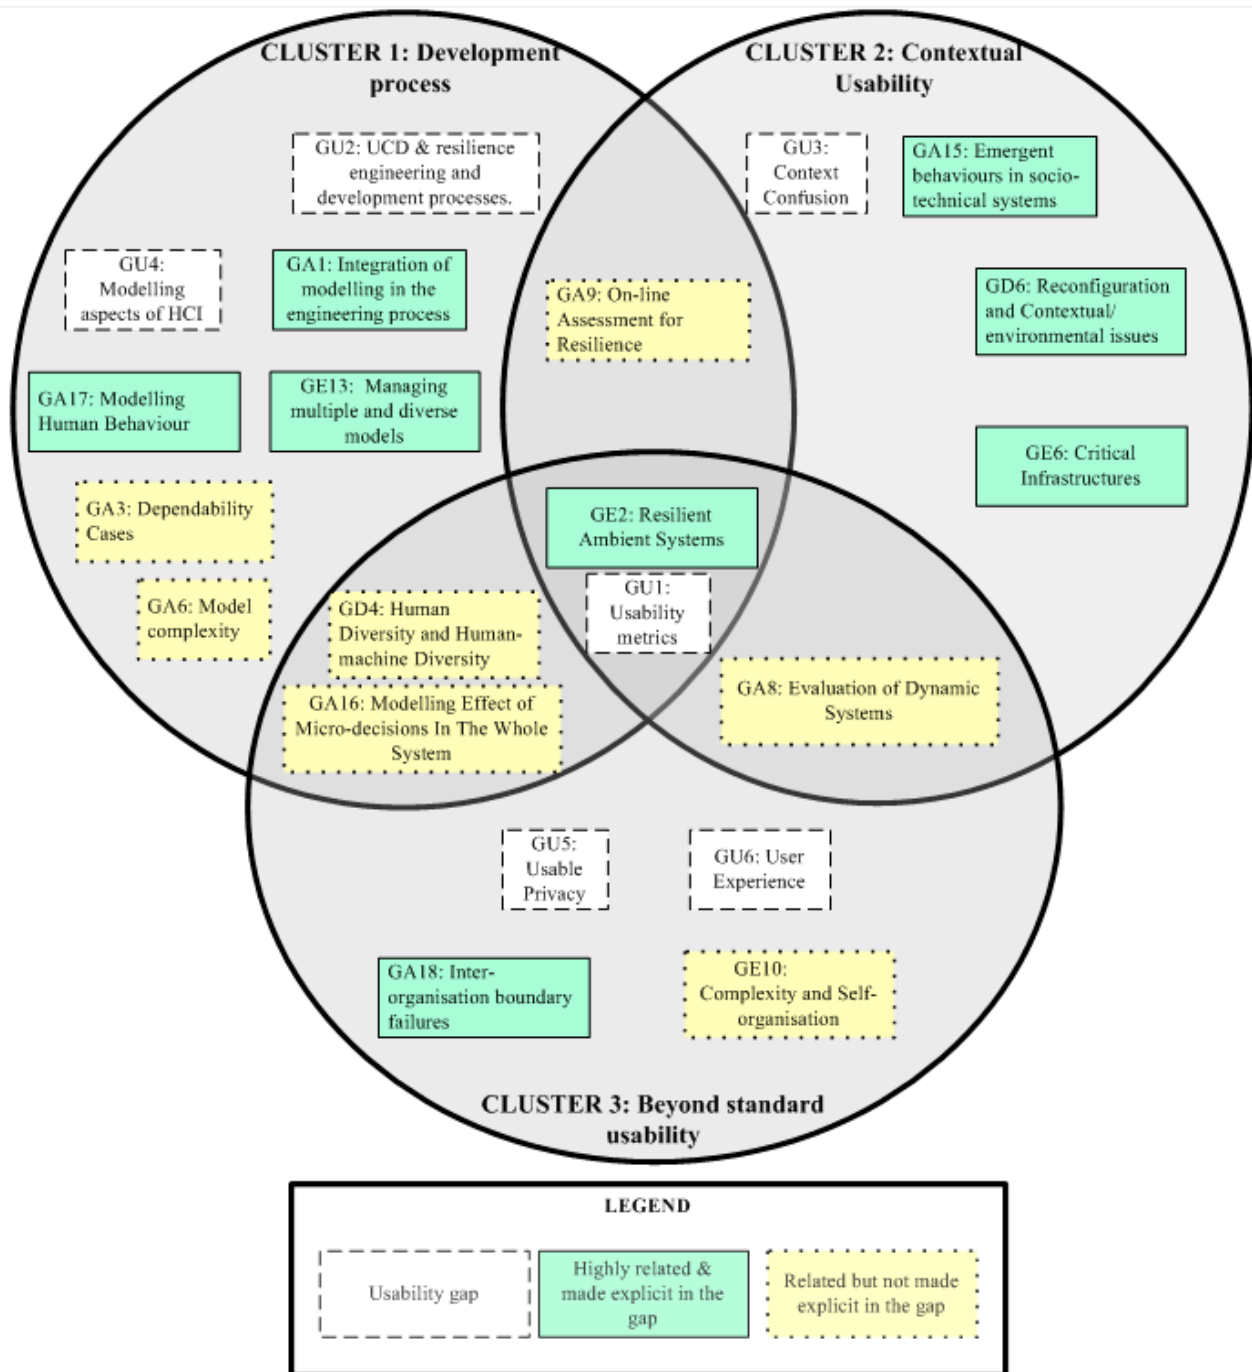 CLUSTER 1: Development
process
CLUSTER 2: Contextual
Usability
GU2: UCD & resilience
engineering and
development processes.
GU3:
Context
Confusion
GA15: Emergent
behaviours in socio-
technical systems
GU4:
Modelling
aspects of HCI
GA1: Integration of
modelling in the
engineering process
GA9: On-line
Assessment for
Resilience
GD6: Reconfiguration
and Contextual/
environmental issues
GA17: Modelling
Human Behaviour
GE13: Managing
multiple and diverse
models
GE6: Critical
Infrastructures
GA3: Dependability
Cases
GE2: Resilient
Ambient Systems
GA6: Model
complexity
GD4: Human
Diversity and Human-
machine Diversity
GU1:
Usability
metrics
GA16: Modelling Effect of
Micro-decisions In The Whole
System
GA8: Evaluation of Dynamic
Systems
GU5:
Usable
Privacy
GU6: User
Experience
GA18: Inter-
organisation boundary
failures
GE10:
Complexity and Self-
organisation
CLUSTER 3: Beyond standard
usability
LEGEND
Usability gap
Highly related &
made explicit in the
gap
Related but not made
explicit in the gap